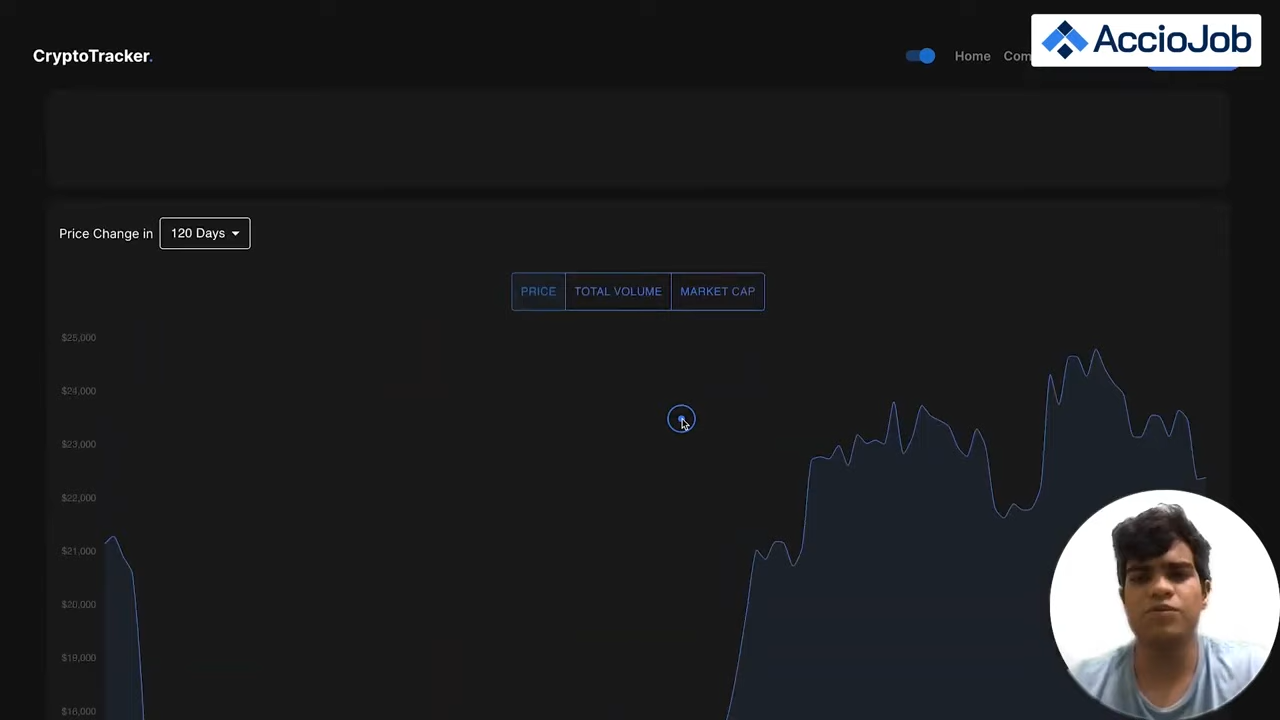 AccioJob
CryptoTracker.
Home
Com
Price Change in 120 Days
PRICE TOTAL VOLUME MARKET CAP
$25,000
$24,000
$23,000
$22,000
$21,000
$20,000
$19,000
$18,000